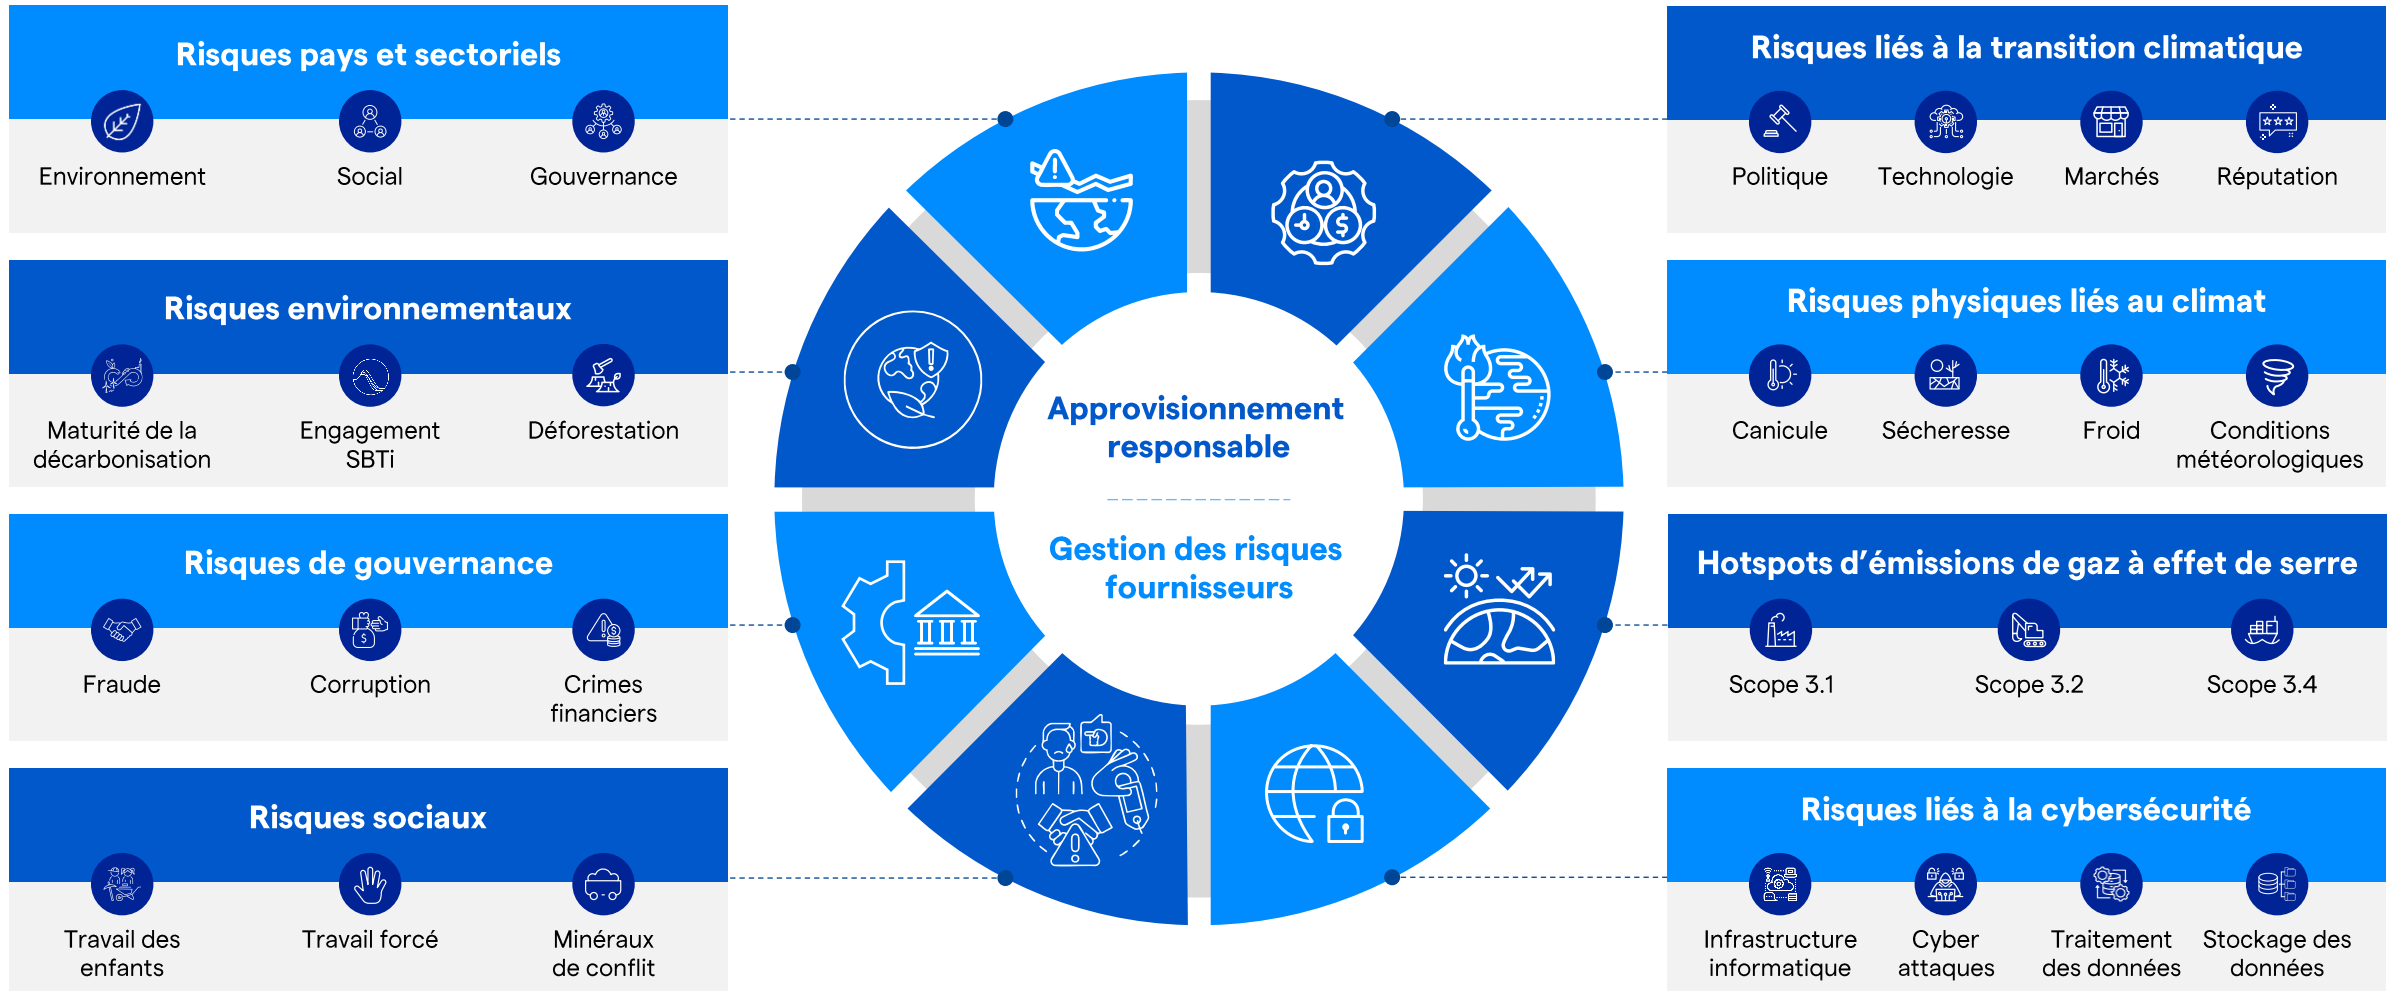 Risques pays et sectoriels
Environnement
Social
Gouvernance
Risques environnementaux
Maturité de la
décarbonisation
Engagement
SBTi
Déforestation
Risques de gouvernance
Fraude
Corruption
Crimes
financiers
Risques sociaux
Travail des
enfants
Travail forcé
Minéraux
de conflit
Approvisionnement
responsable
Gestion des risques
fournisseurs
Risques liés à la transition climatique
Politique
Technologie
Marchés
Réputation
Risques physiques liés au climat
Canicule
Sécheresse
Froid
Conditions
météorologiques
Hotspots d’émissions de gaz à effet de serre
Scope 3.1
Scope 3.2
Scope 3.4
Risques liés à la cybersécurité
Infrastructure
informatique
Cyber
attaques
Traitement
des données
Stockage des
données